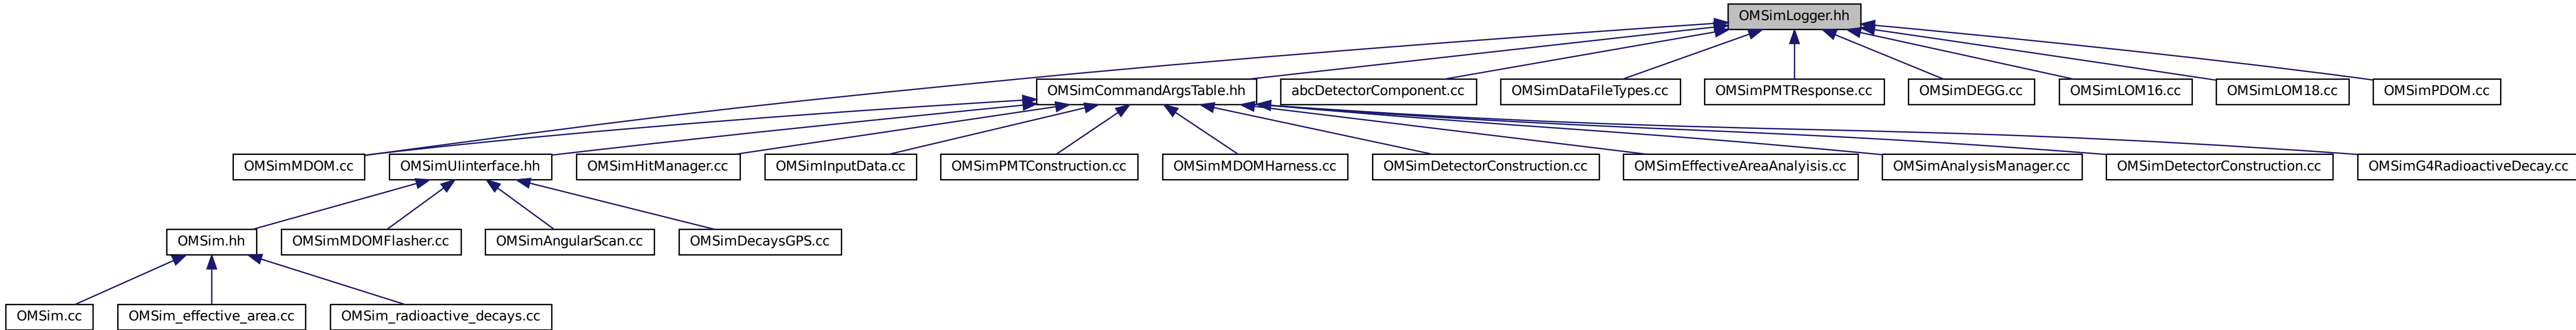 OMSimLogger.hh
OMSimCommandArgsTable.hh
abcDetectorComponent.cc
OMSimDataFileTypes.cc
OMSimPMTResponse.cc
OMSimDEGG.cc
OMSimLOM16.cc
OMSimLOM18.cc
OMSimPDOM.cc
OMSimMDOM.cc
OMSimUIinterface.hh
OMSimHitManager.cc
OMSimInputData.cc
OMSimPMTConstruction.cc
OMSimMDOMHarness.cc
OMSimDetectorConstruction.cc
OMSimEffectiveAreaAnalyisis.cc
OMSimAnalysisManager.cc
OMSimDetectorConstruction.cc
OMSimG4RadioactiveDecay.cc
OMSim.hh
OMSimMDOMFlasher.cc
OMSimAngularScan.cc
OMSimDecaysGPS.cc
OMSim.cc
OMSim_effective_area.cc
OMSim_radioactive_decays.cc